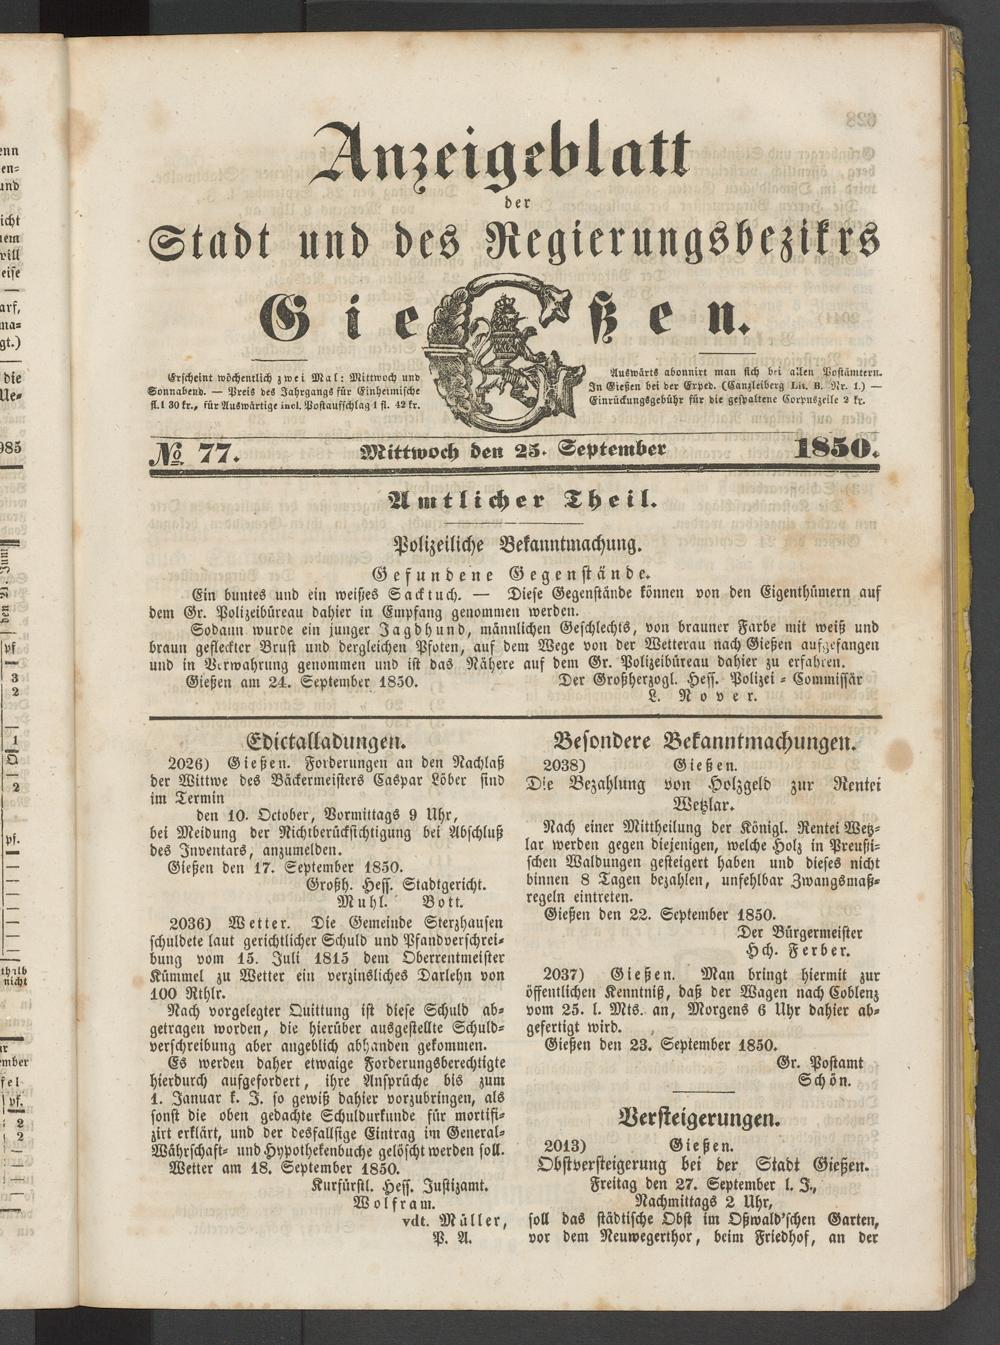 Anzeigeblatt
der
Stadt und des Regierungsbezirks
Gießen.
Erscheint wöchentlich zwei Mal: Mittwoch und
Sonnabend. — Preis des Jahrgangs für Einheimische
fl.1 30 kr., für Auswärtige incl. Postaufschlag 1 fl. 42 kr.
Auswärts abonnirt man sich bei allen Postämtern.
In Gießen bei der Exped. (Canzleiberg Lit. B. Nr. 1.) —
Einrückungsgebühr für die gespaltene Corpuszeile 2 kr.
No. 77. Mittwoch den 25. September 1850.
Amtlicher Theil.
Polizeiliche Bekanntmachung.
Gefundene Gegenstände.
Ein buntes und ein weißes Sacktuch. — Diese Gegenstände können von den Eigenthümern auf
dem Gr. Polizeibüreau dahier in Empfang genommen werden.
Sodann wurde ein junger Jagdhund, männlichen Geschlechts, von brauner Farbe mit weiß und
braun gefleckter Brust und dergleichen Pfoten, auf dem Wege von der Wetterau nach Gießen aufgefangen
und in Verwahrung genommen und ist das Nähere auf dem Gr. Polizeibüreau dahier zu erfahren.
Gießen am 24. September 1850. Der Großherzogl. Hess. Polizei-Commissär
L. Nover.
Edictalladungen.
2026) Gießen. Forderungen an den Nachlaß
der Wittwe des Bäckermeisters Caspar Löber sind
im Termin
den 10. October, Vormittags 9 Uhr,
bei Meidung der Nichtberücksichtigung bei Abschluß
des Inventars, anzumelden.
Gießen den 17. September 1850.
Großh. Hess. Stadtgericht.
Muhl. Bott.
2036) Wetter. Die Gemeinde Sterzhausen
schuldete laut gerichtlicher Schuld und Pfandverschrei-
bung vom 15. Juli 1815 dem Oberrentmeister
Kümmel zu Wetter ein verzinsliches Darlehn von
100 Rthlr.
Nach vorgelegter Quittung ist diese Schuld ab-
getragen worden, die hierüber ausgestellte Schuld-
verschreibung aber angeblich abhanden gekommen.
Es werden daher etwaige Forderungsberechtigte
hierdurch aufgefordert, ihre Ansprüche bis zum
1. Januar k. J. so gewiß dahier vorzubringen, als
sonst die oben gedachte Schuldurkunde für mortifi-
zirt erklärt, und der desfallsige Eintrag im General-
Währschafts- und Hypothekenbuche gelöscht werden soll.
Wetter am 18. September 1850.
Kurfürstl. Hess. Justizamt.
Wolfram.
vdt. Müller,
P. A.
Besondere Bekanntmachungen.
2038) Gießen.
Die Bezahlung von Holzgeld zur Rentei
Wetzlar.
Nach einer Mittheilung der Königl. Rentei Wetz-
lar werden gegen diejenigen, welche Holz in Preußi-
schen Waldungen gesteigert haben und dieses nicht
binnen 8 Tagen bezahlen, unfehlbar Zwangsmaß-
regeln eintreten.
Gießen den 22. September 1850.
Der Bürgermeister
Hch. Ferber.
2037) Gießen. Man bringt hiermit zur
öffentlichen Kenntniß, daß der Wagen nach Coblenz
vom 25. l. Mts. an, Morgens 6 Uhr dahier ab-
gefertigt wird.
Gießen den 23. September 1850.
Gr. Postamt
Schön.
Versteigerungen.
2013) Gießen.
Obstversteigerung bei der Stadt Gießen.
Freitag den 27. September l. J.,
Nachmittags 2 Uhr,
soll das städtische Obst im Oßwald'schen Garten,
vor dem Neuwegerthor, beim Friedhof, an der